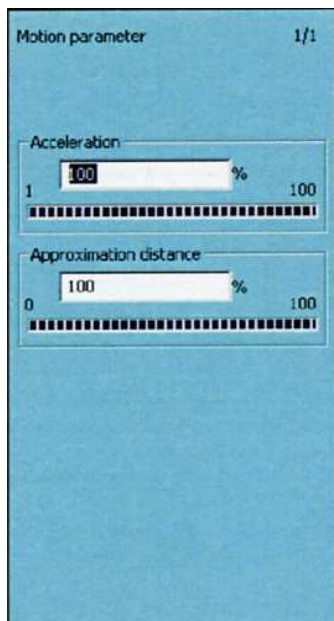 Motion parameter 1/1
Acceleration
100 %
1 100
Approximation distance
100 %
0 100